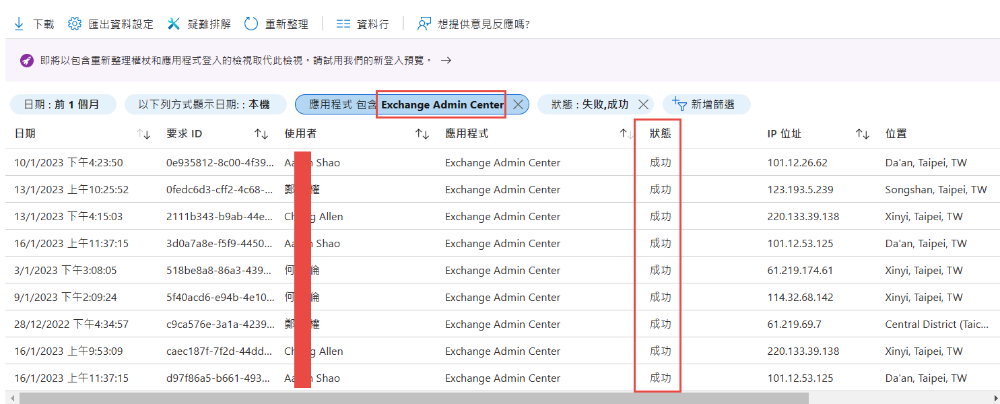 下載 匯出資料設定 疑難排解 重新整理 資料行 想提供意見反應嗎?
即將以包含重新整理權杖和應用程式登入的檢視取代此檢視。請試用我們的新登入預覽。 →
日期 : 前 1 個月 以下列方式顯示日期: : 本機 應用程式 包含 Exchange Admin Center 狀態 : 失敗,成功 新增篩選
日期 要求 ID 使用者 應用程式 狀態 IP 位址 位置
10/1/2023 下午4:23:50 0e935812-8c00-4f39... Aa n Shao Exchange Admin Center 成功 101.12.26.62 Da'an, Taipei, TW
13/1/2023 上午10:25:52 0fedc6d3-cff2-4c68-... 鄭 權 Exchange Admin Center 成功 123.193.5.239 Songshan, Taipei, TW
13/1/2023 下午4:15:03 2111b343-b9ab-44e... Ch g Allen Exchange Admin Center 成功 220.133.39.138 Xinyi, Taipei, TW
16/1/2023 上午11:37:15 3d0a7a8e-f5f9-4450... Aa n Shao Exchange Admin Center 成功 101.12.53.125 Da'an, Taipei, TW
3/1/2023 下午3:08:05 518be8a8-86a3-439... 何 倫 Exchange Admin Center 成功 61.219.174.61 Xinyi, Taipei, TW
9/1/2023 下午2:09:24 5f40acd6-e94b-4e10... 何 倫 Exchange Admin Center 成功 114.32.68.142 Xinyi, Taipei, TW
28/12/2022 下午4:34:57 c9ca576e-3a1a-4239... 鄭 權 Exchange Admin Center 成功 61.219.69.7 Central District (Taic...
16/1/2023 上午9:53:09 caec187f-7f2d-44dd... Ch g Allen Exchange Admin Center 成功 220.133.39.138 Xinyi, Taipei, TW
16/1/2023 上午11:37:15 d97f86a5-b661-493... Aa n Shao Exchange Admin Center 成功 101.12.53.125 Da'an, Taipei, TW